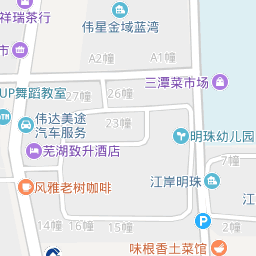 祥瑞茶行
伟星金域蓝湾
A2幢
A1幢
三潭菜市场
UP舞蹈教室
27幢
26幢
伟达美途
汽车服务
23幢
明珠幼儿园
芜湖致升酒店
7幢
江岸明珠
风雅老树咖啡
14幢
16幢
15幢
味根香土菜馆